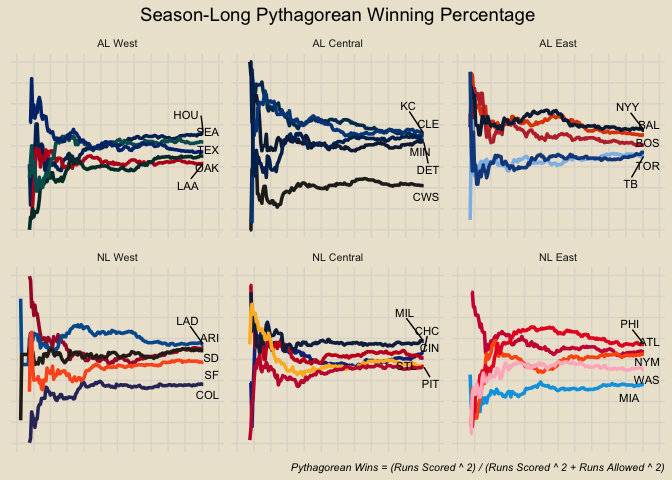 Season-Long Pythagorean Winning Percentage
AL West
AL Central
AL East
HOU
SEA
TEX
OAK
LAA
KC
CLE
MIN
DET
CWS
NYY
BAL
BOS
TOR
TB
NL West
NL Central
NL East
LAD
ARI
SD
SF
COL
MIL
CHC
CIN
STL
PIT
PHI
ATL
NYM
WAS
MIA
Pythagorean Wins = (Runs Scored ^ 2) / (Runs Scored ^ 2 + Runs Allowed ^ 2)